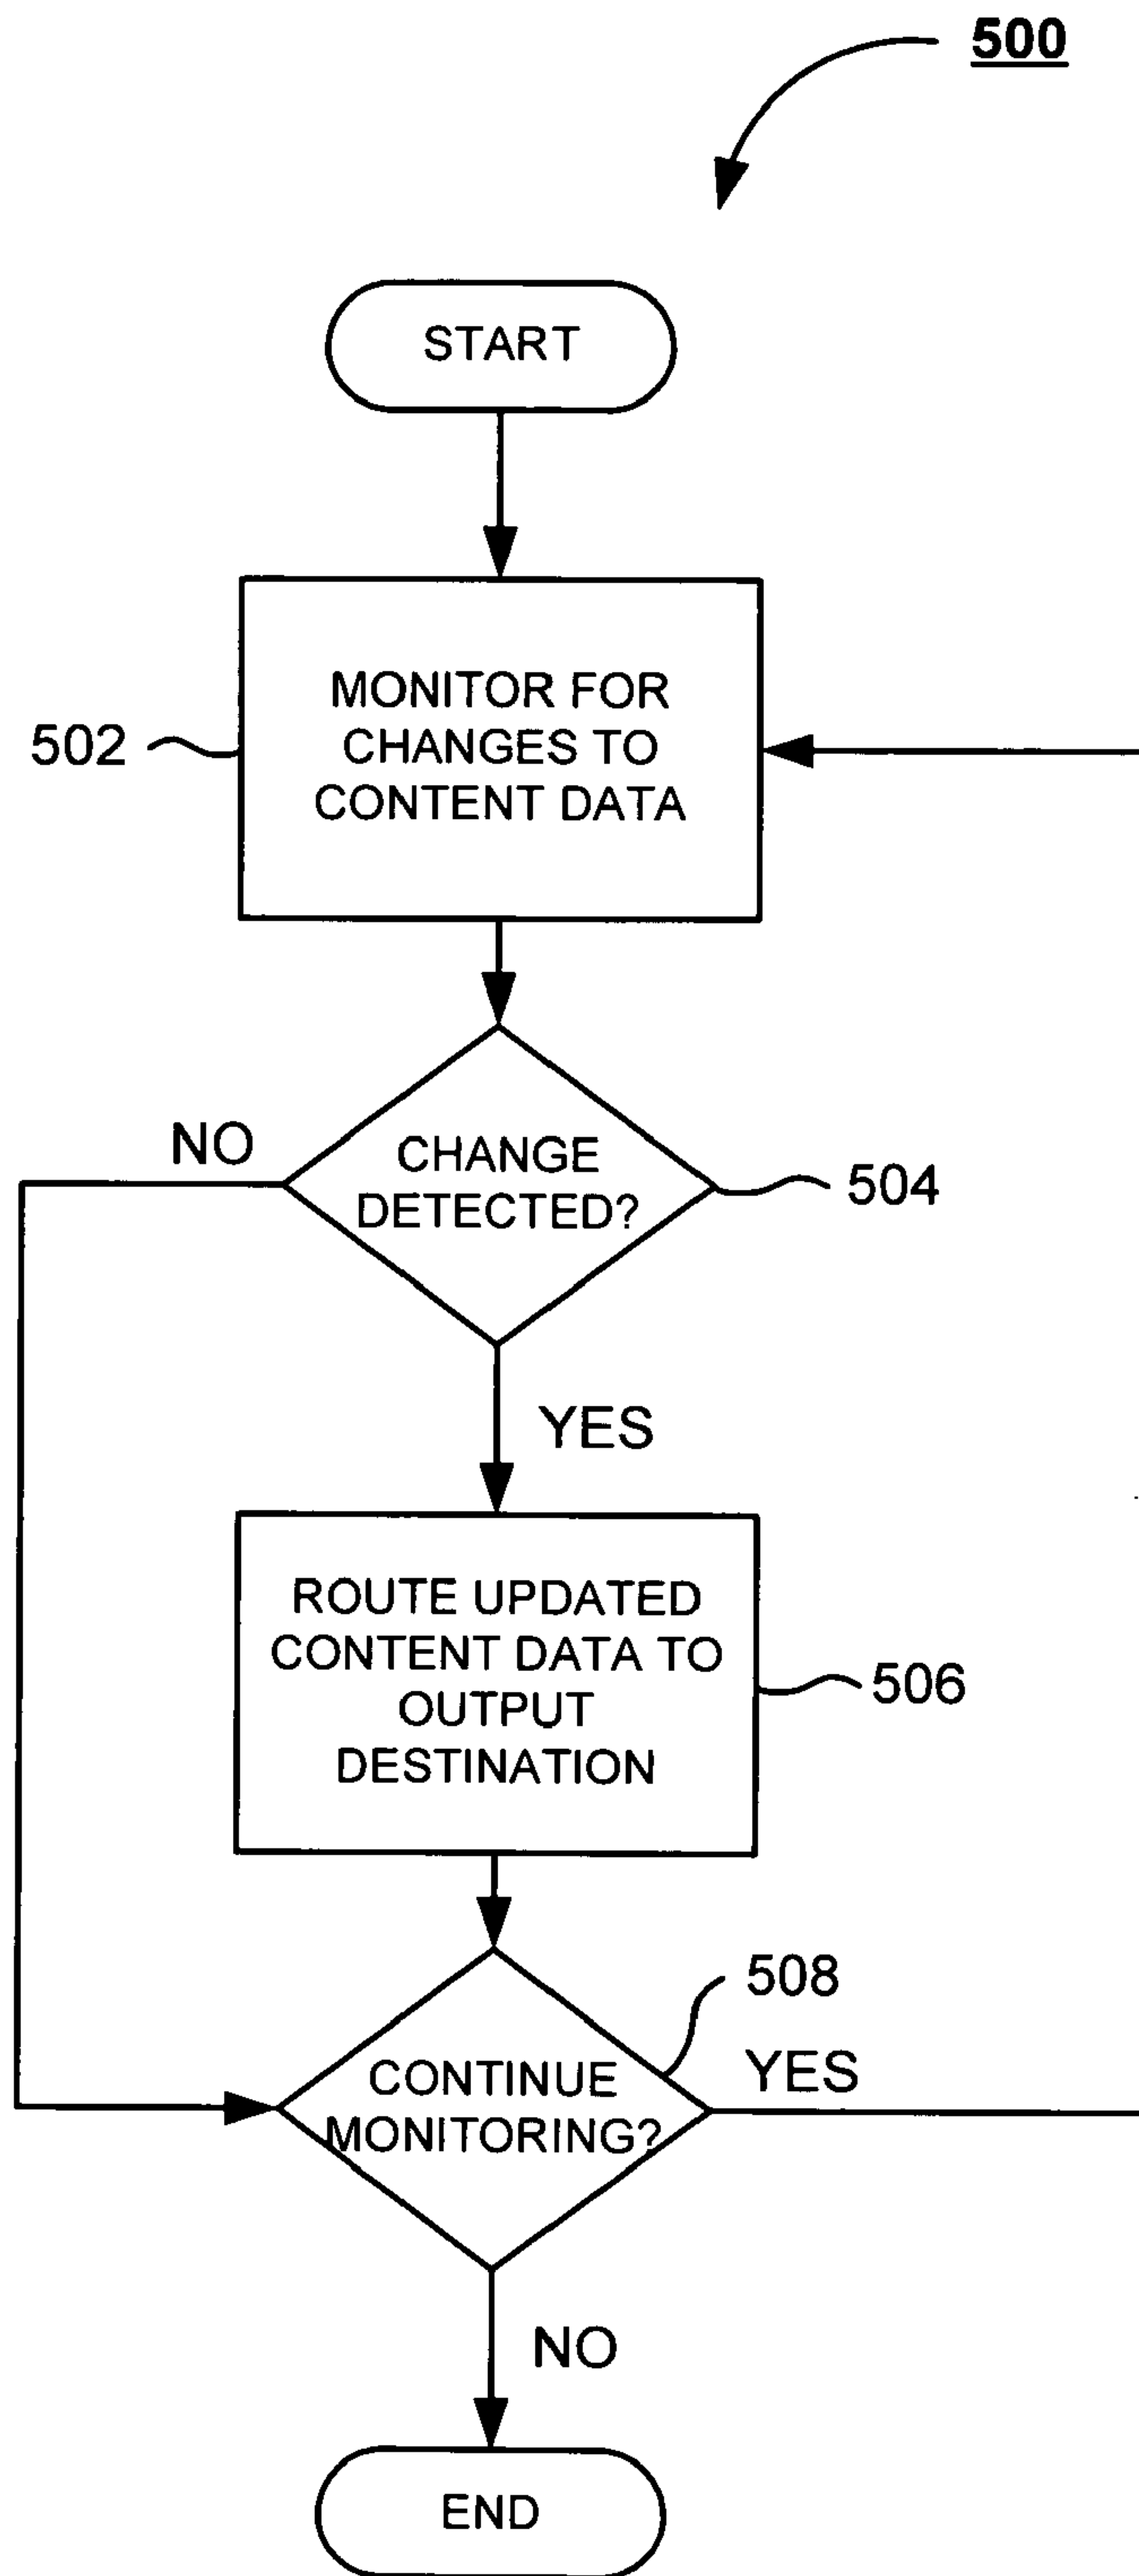 500
START
MONITOR FOR
CHANGES TO
CONTENT DATA
502
NO
CHANGE
DETECTED?
504
YES
ROUTE UPDATED
CONTENT DATA TO
OUTPUT
DESTINATION
506
508
CONTINUE
MONITORING?
YES
NO
END